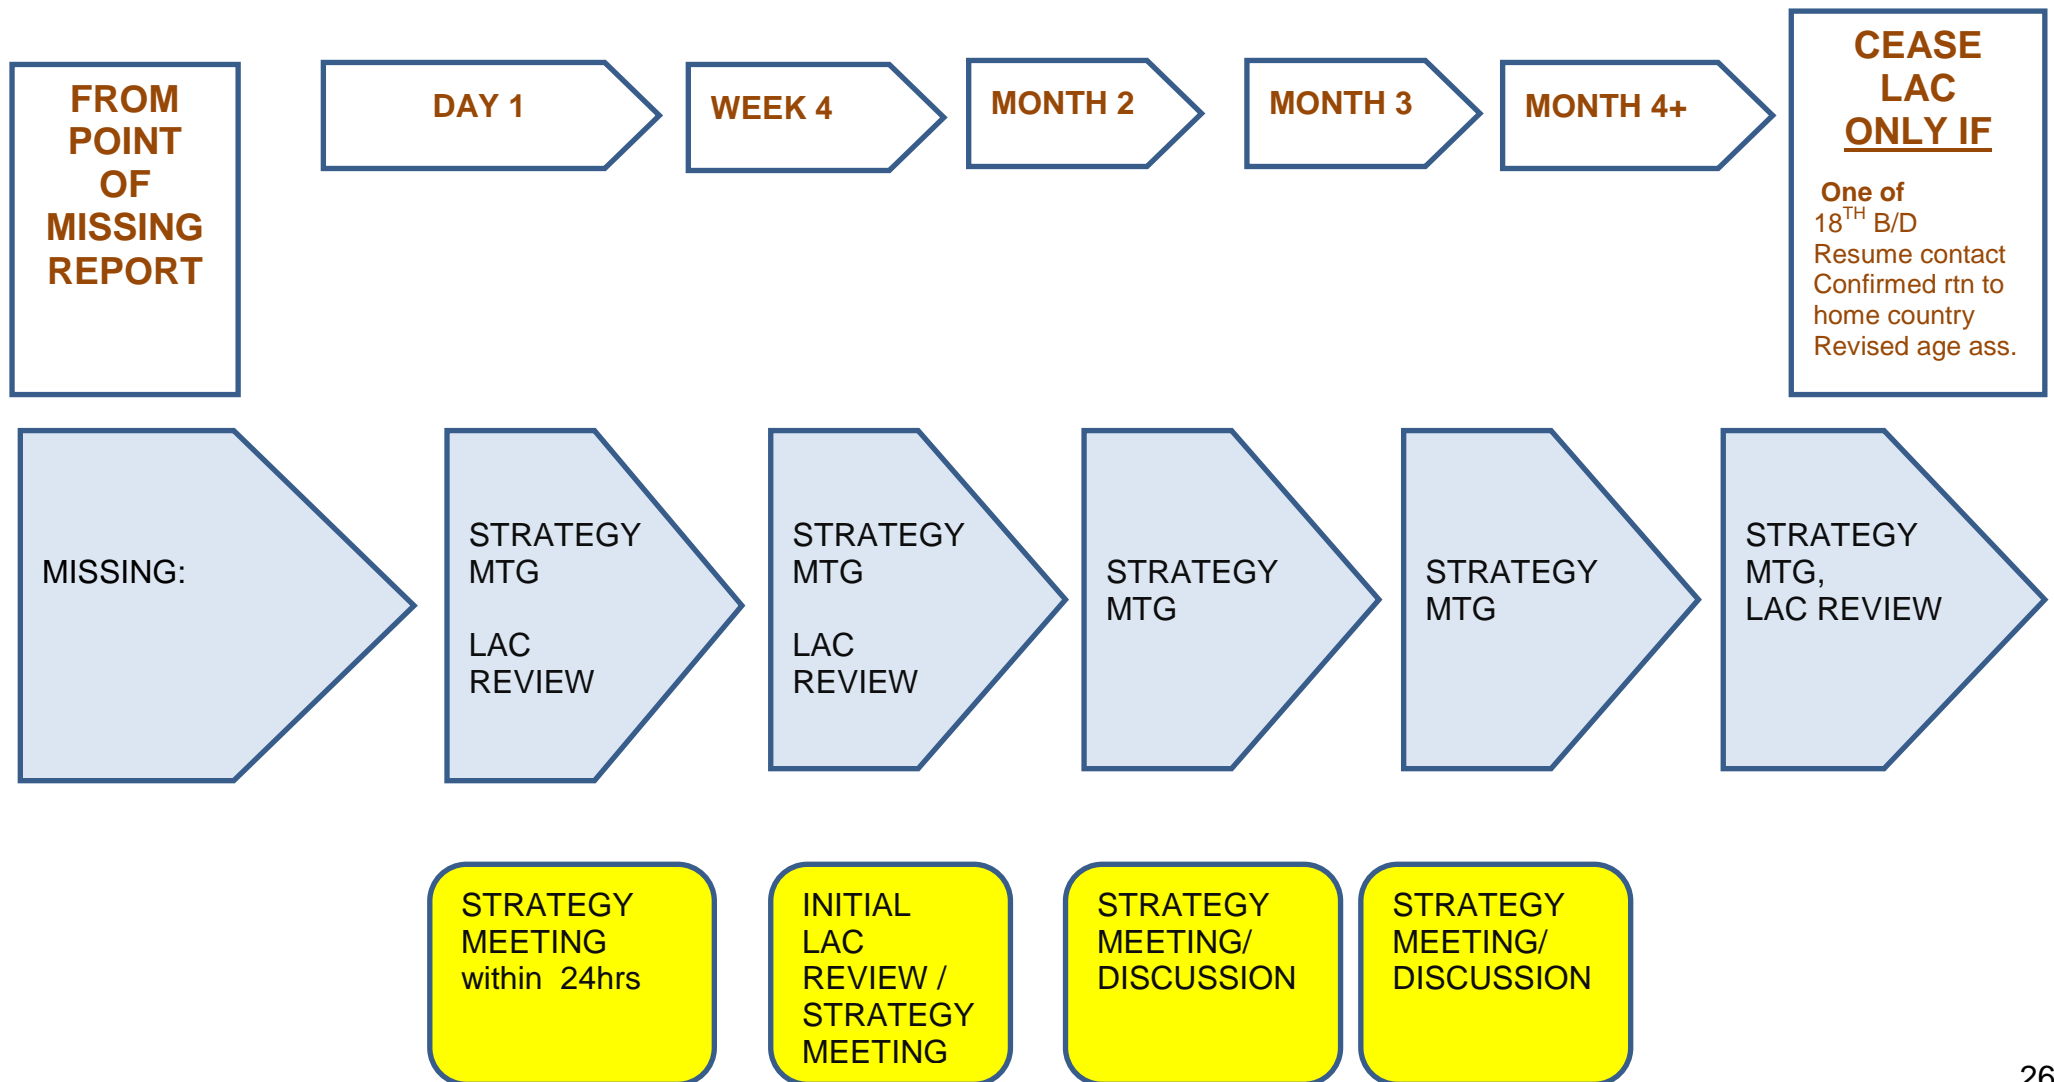 FROM
POINT
OF
MISSING
REPORT
DAY 1
WEEK 4
MONTH 2
MONTH 3
MONTH 4+
CEASE
LAC
ONLY IF
One of
18TH B/D
Resume contact
Confirmed rtn to
home country
Revised age ass.
MISSING:
STRATEGY
MTG
LAC
REVIEW
STRATEGY
MTG
LAC
REVIEW
STRATEGY
MTG
STRATEGY
MTG
STRATEGY
MTG,
LAC REVIEW
STRATEGY
MEETING
within 24hrs
INITIAL
LAC
REVIEW /
STRATEGY
MEETING
STRATEGY
MEETING/
DISCUSSION
STRATEGY
MEETING/
DISCUSSION
26